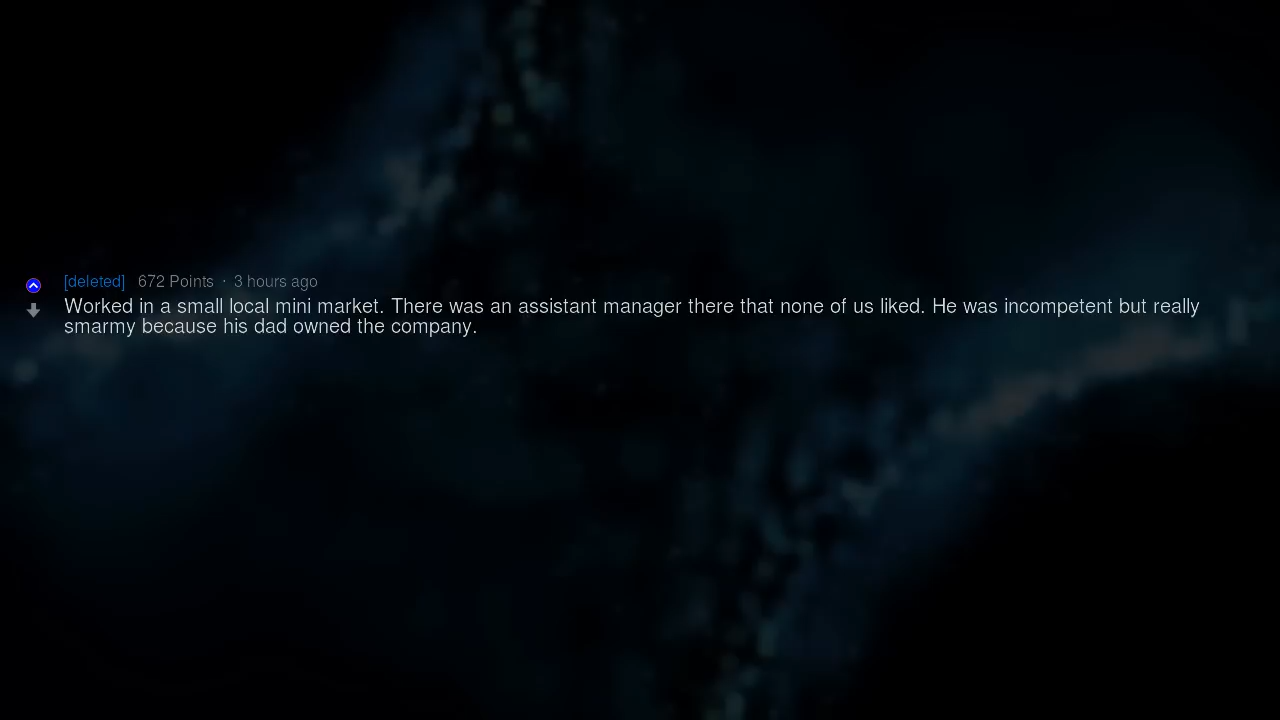 [deleted] 672 Points · 3 hours ago
Worked in a small local mini market. There was an assistant manager there that none of us liked. He was incompetent but really
smarmy because his dad owned the company.